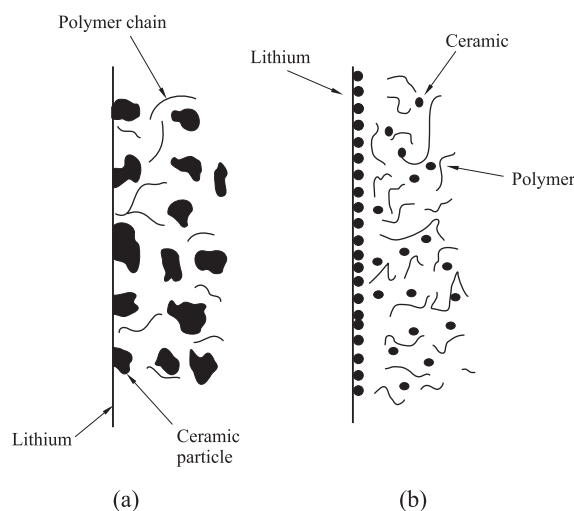 Polymer chain
Lithium
Ceramic
particle
(a)
Lithium
Ceramic
Polymer
(b)